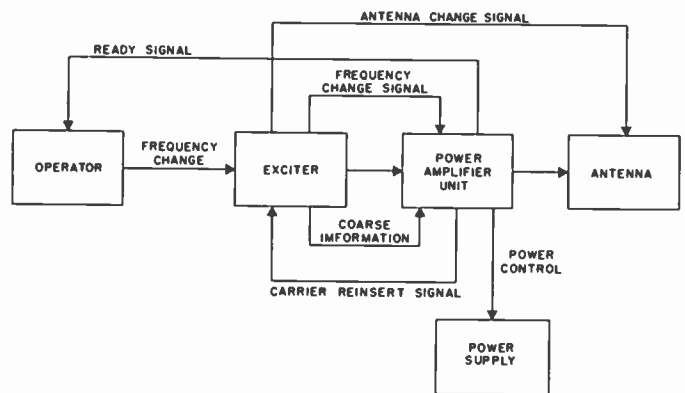 ANTENNA CHANGE SIGNAL
READY SIGNAL
FREQUENCY
CHANGE SIGNAL
OPERATOR
FREQUENCY
CHANGE
EXCITER
POWER
AMPLIFIER
UNIT
ANTENNA
COARSE
IMFORMATION
CARRIER REINSERT SIGNAL
POWER
CONTROL
POWER
SUPPLY